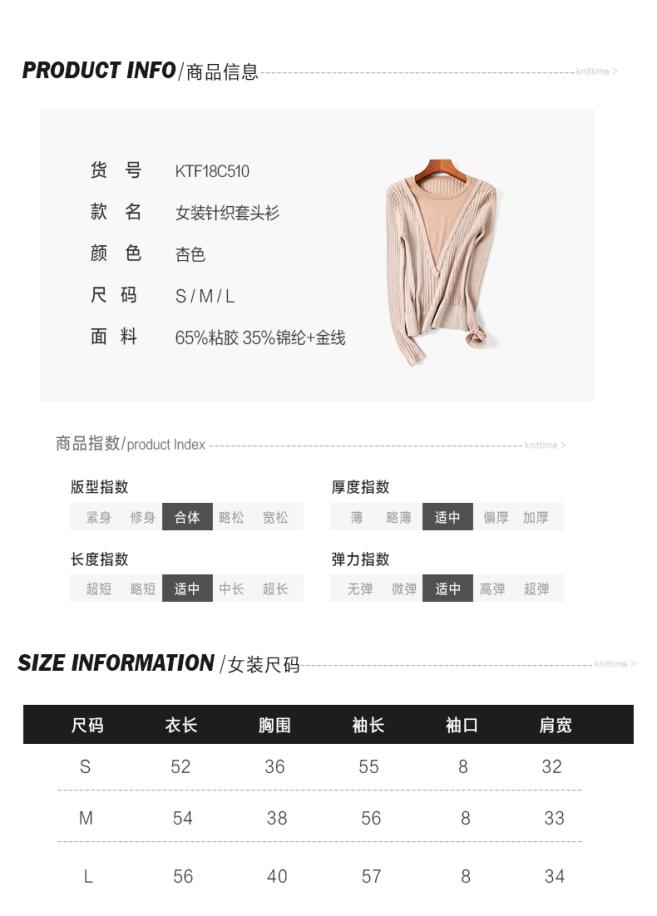 PRODUCT INFO/商品信息 knittime >
货 号 KTF18C510
款 名 女装针织套头衫
颜 色 杏色
尺 码 S / M / L
面 料 65%粘胶 35%锦纶+金线
商品指数/product Index knittime >
版型指数 厚度指数
紧身 修身 合体 略松 宽松 薄 略薄 适中 偏厚 加厚
长度指数 弹力指数
超短 略短 适中 中长 超长 无弹 微弹 适中 高弹 超弹
SIZE INFORMATION /女装尺码 knittime >
尺码 衣长 胸围 袖长 袖口 肩宽
S 52 36 55 8 32
M 54 38 56 8 33
L 56 40 57 8 34